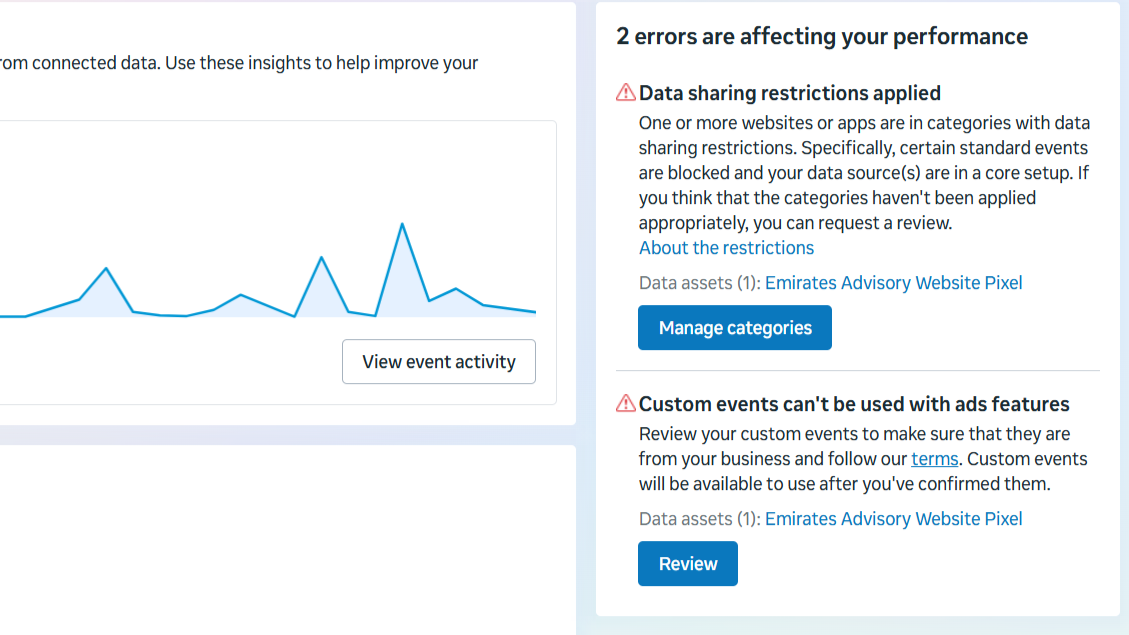 om connected data. Use these insights to help improve your
View event activity
2 errors are affecting your performance
Data sharing restrictions applied
One or more websites or apps are in categories with data
sharing restrictions. Specifically, certain standard events
are blocked and your data source(s) are in a core setup. If
you think that the categories haven't been applied
appropriately, you can request a review.
About the restrictions
Data assets (1): Emirates Advisory Website Pixel
Manage categories
Custom events can't be used with ads features
Review your custom events to make sure that they are
from your business and follow our terms. Custom events
will be available to use after you've confirmed them.
Data assets (1): Emirates Advisory Website Pixel
Review